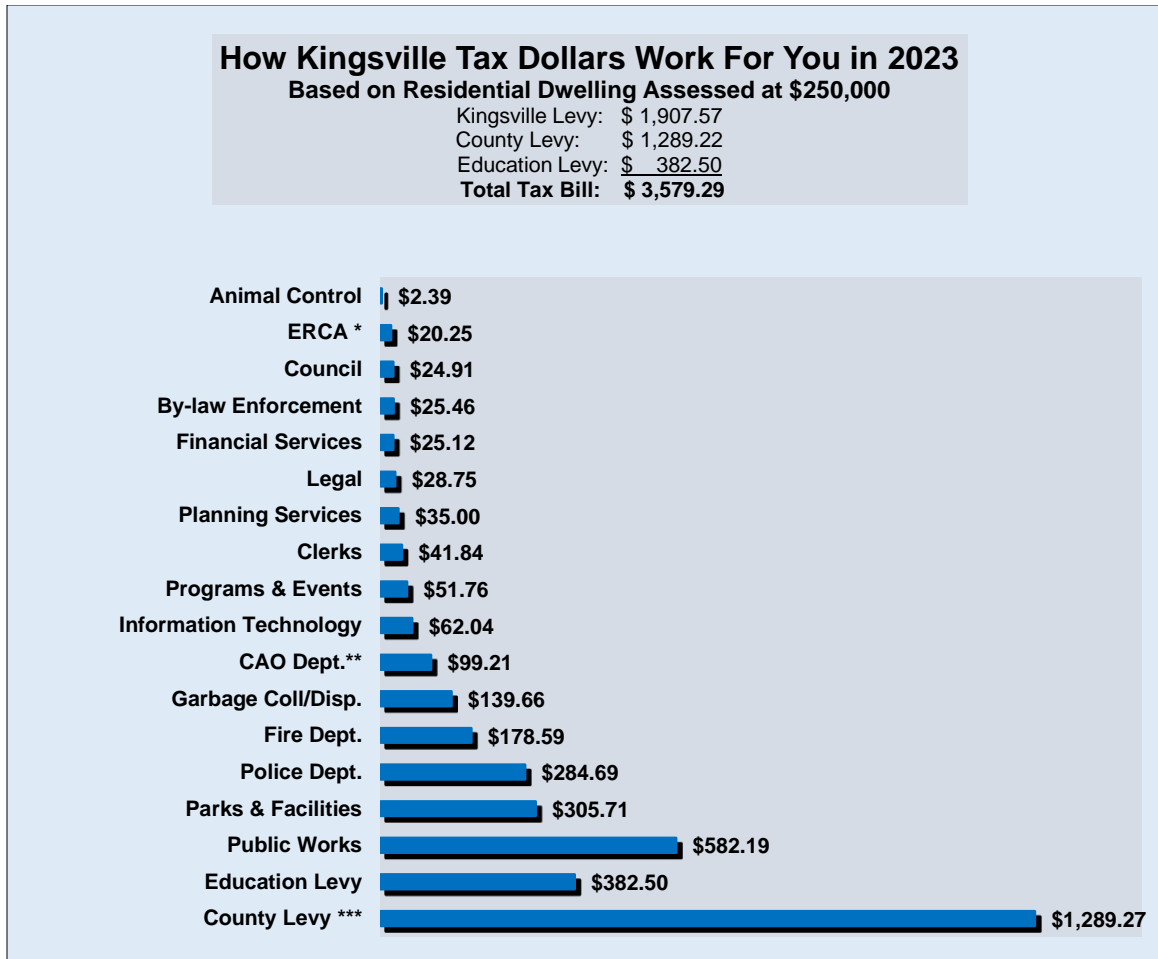 How Kingsville Tax Dollars Work For You in 2023
Based on Residential Dwelling Assessed at $250,000
Kingsville Levy: $ 1,907.57
County Levy: $ 1,289.22
Education Levy: $ 382.50
Total Tax Bill: $ 3,579.29
Animal Control $2.39
ERCA * $20.25
Council $24.91
By-law Enforcement $25.46
Financial Services $25.12
Legal $28.75
Planning Services $35.00
Clerks $41.84
Programs & Events $51.76
Information Technology $62.04
CAO Dept.** $99.21
Garbage Coll/Disp. $139.66
Fire Dept. $178.59
Police Dept. $284.69
Parks & Facilities $305.71
Public Works $582.19
Education Levy $382.50
County Levy *** $1,289.27